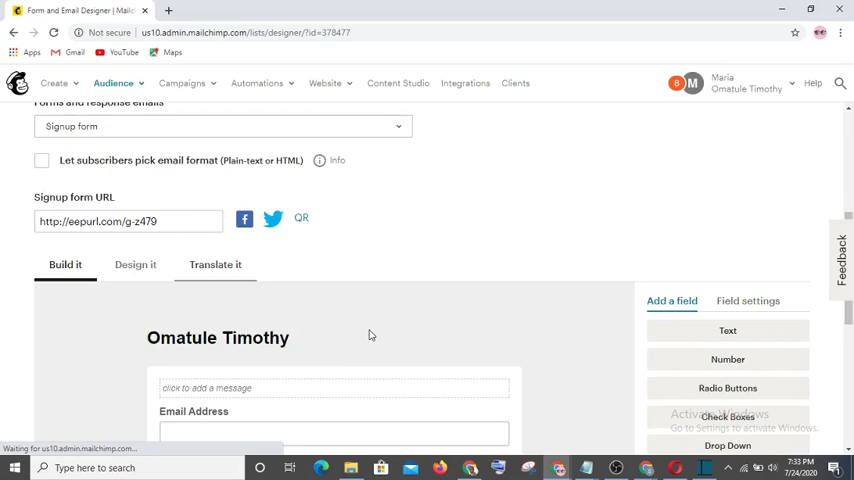 Form and Email Designer | Mailch
Not secure | us10.admin.mailchimp.com/lists/designer/?id=378477
Apps Gmail YouTube Maps
Create Audience Campaigns Automations Website Content Studio Integrations Clients
8 M Maria
Omatule Timothy
Help
Forms and response emails
Signup form
Let subscribers pick email format (Plain-text or HTML) Info
Signup form URL
http://eepurl.com/g-z479
QR
Feedback
Build it Design it Translate it
Add a field Field settings
Omatule Timothy
click to add a message
Email Address
Text
Number
Radio Buttons
Check Boxes
Drop Down
Activate Windows
Go to Settings to activate Windows.
Waiting for us10.admin.mailchimp.com...
Type here to search
7:33 PM
7/24/2020